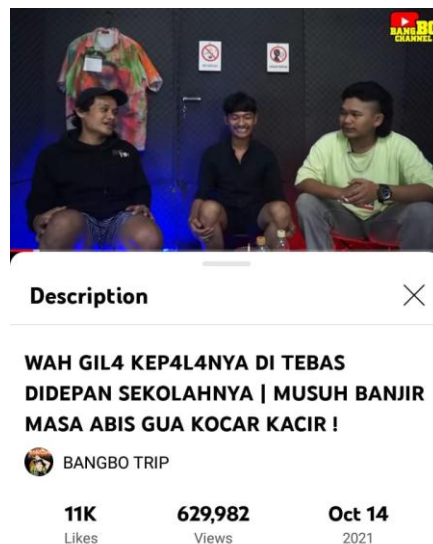 BANG BO
CHANNEL
Description
WAH GIL4 KEP4L4NYA DI TEBAS
DIDEPAN SEKOLAHNYA | MUSUH BANJIR
MASA ABIS GUA KOCAR KACIR !
BANGBO TRIP
11K 629,982 Oct 14
Likes Views 2021